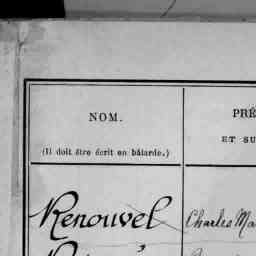 NOM.
PRÉ
(Il doit être écrit en bâtarde.)
ET SU
Renouvel
Charles Ma